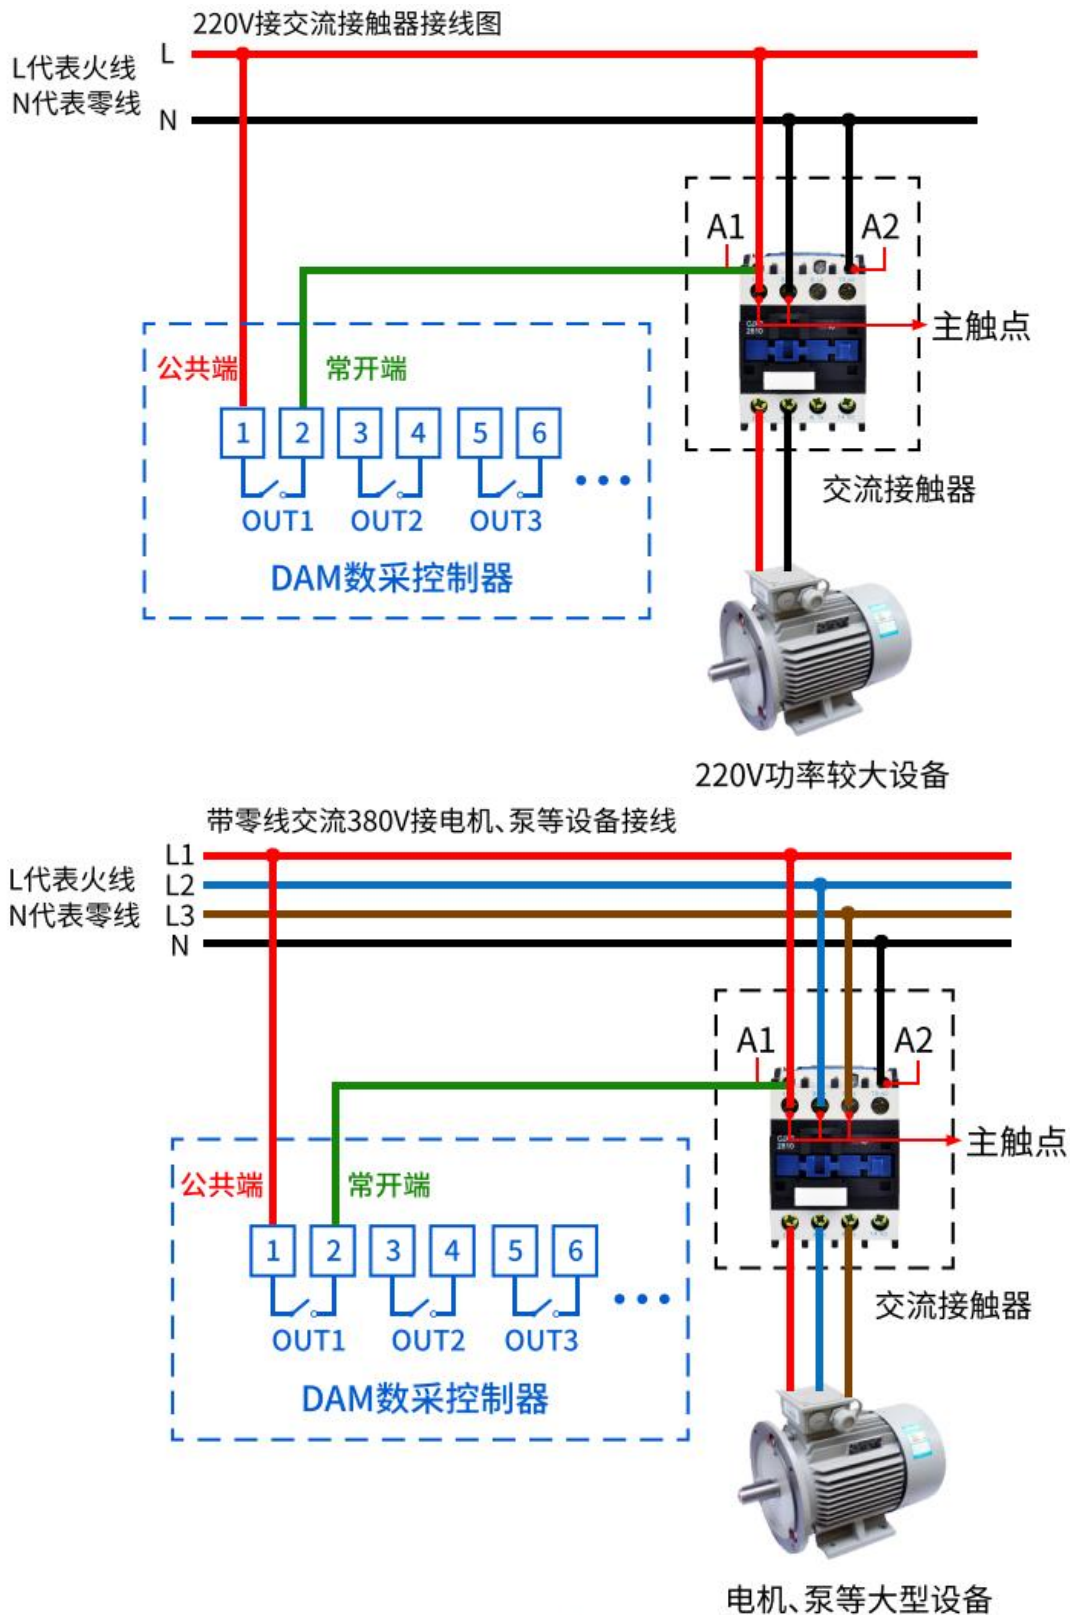 220V接交流接触器接线图
L
L代表火线
N代表零线
N
A1
A2
主触点
公共端
常开端
1
2
3
4
5
6
OUT1
OUT2
OUT3
交流接触器
DAM数采控制器
220V功率较大设备
带零线交流380V接电机、泵等设备接线
L1
L代表火线
L2
N代表零线
L3
N
A1
A2
主触点
公共端
常开端
1
2
3
4
5
6
OUT1
OUT2
OUT3
交流接触器
DAM数采控制器
电机、泵等大型设备